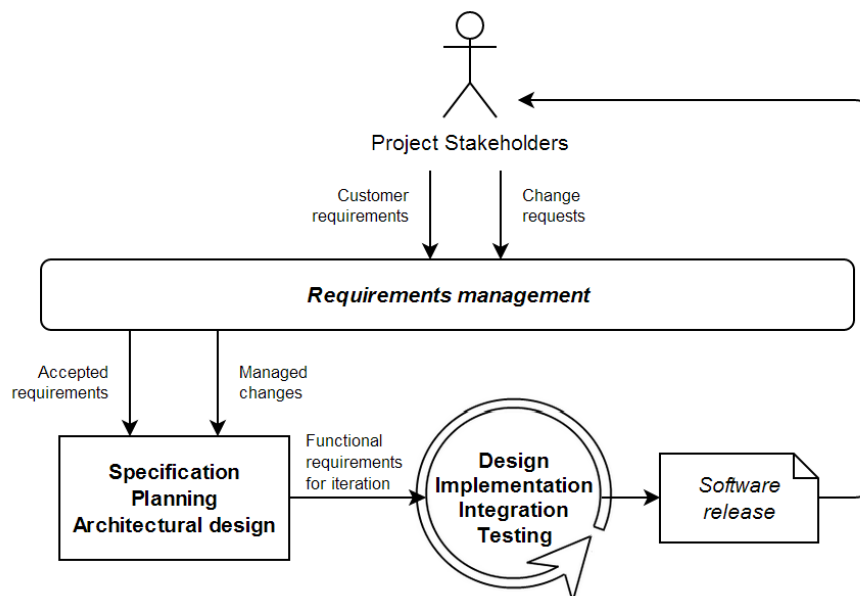 Project Stakeholders
Customer
requirements
Change
requests
Requirements management
Accepted
requirements
Managed
changes
Specification
Planning
Architectural design
Functional
requirements
for iteration
Design
Implementation
Integration
Testing
Software
release